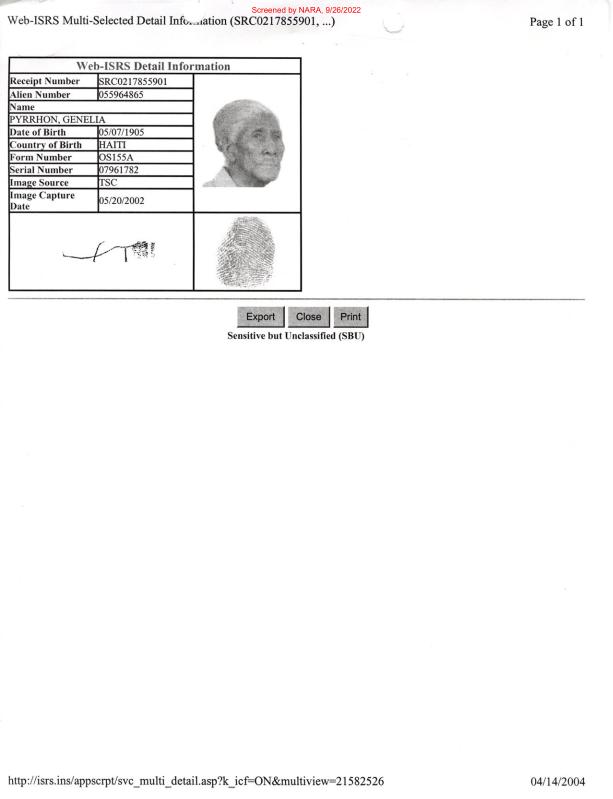 Screened by NARA, 9/26/2022
Web-ISRS Multi-Selected Detail Information (SRC0217855901, ...) Page 1 of 1
Web-ISRS Detail Information
Receipt Number SRC0217855901
Alien Number 055964865
Name
PYRRHON, GENELIA
Date of Birth 05/07/1905
Country of Birth HAITI
Form Number OS155A
Serial Number 07961782
Image Source TSC
Image Capture
Date 05/20/2002
Export Close Print
Sensitive but Unclassified (SBU)
http://isrs.ins/appscrpt/svc_multi_detail.asp?k_icf=ON&multiview=21582526 04/14/2004